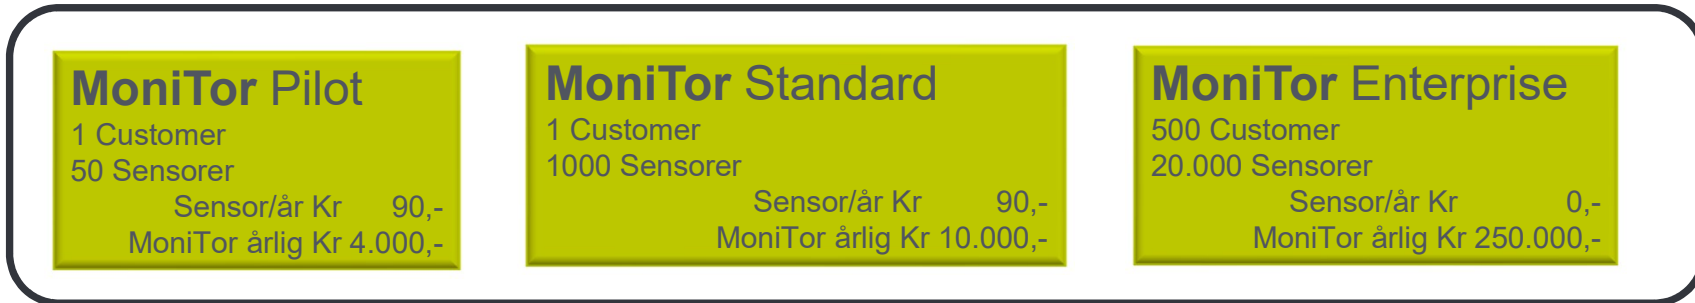 MoniTor Pilot
1 Customer
50 Sensorer
Sensor/år Kr 90,-
MoniTor årlig Kr 4.000,-
MoniTor Standard
1 Customer
1000 Sensorer
Sensor/år Kr 90,-
MoniTor årlig Kr 10.000,-
MoniTor Enterprise
500 Customer
20.000 Sensorer
Sensor/år Kr 0,-
MoniTor årlig Kr 250.000,-